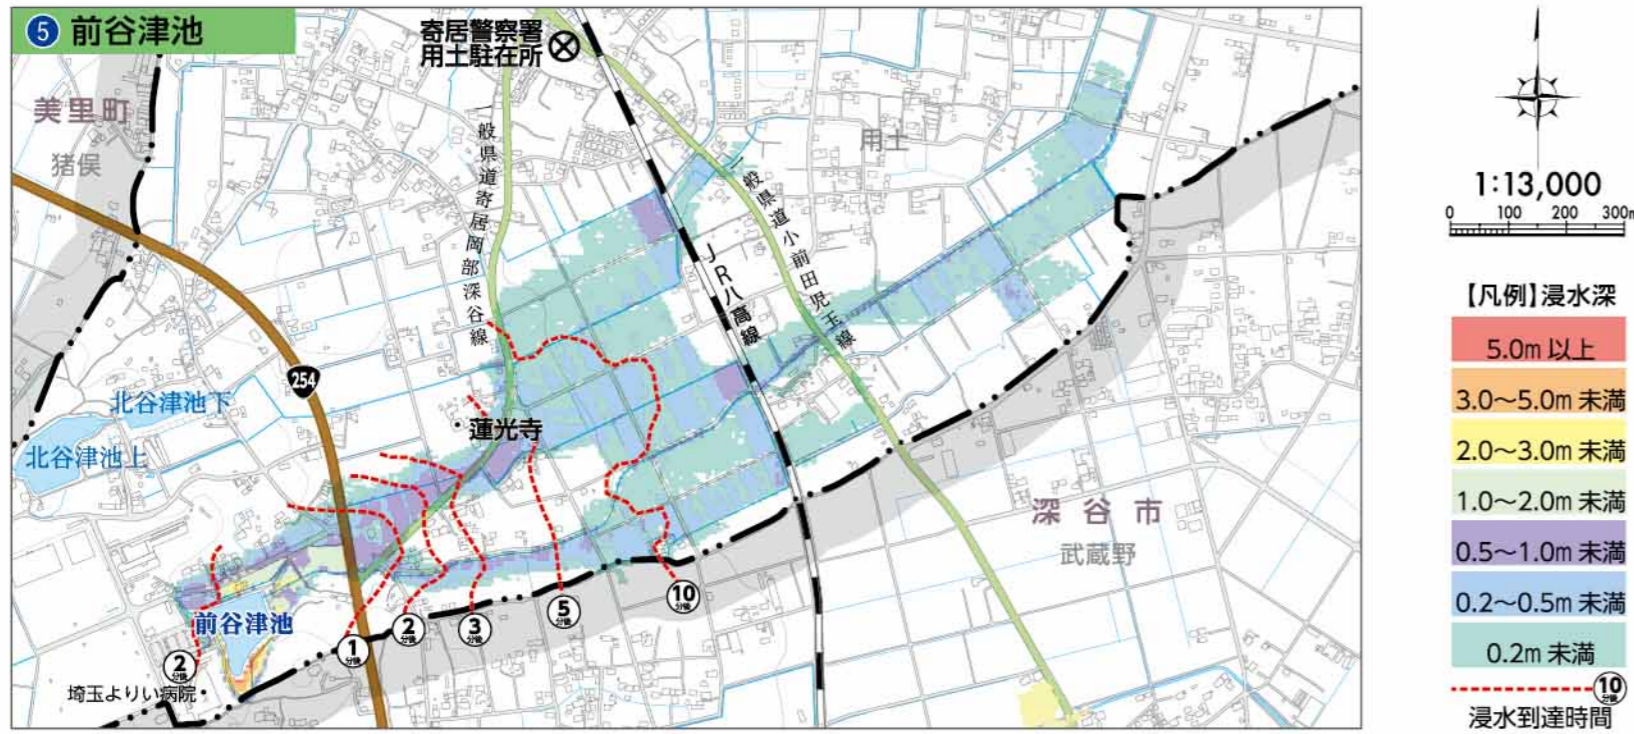 5 前谷津池
寄居警察署
用土駐在所
美里町
猪俣
一般県道寄居岡部深谷線
用土
一般県道小前田児玉線
JR八高線
254
北谷津池下
北谷津池上
蓮光寺
深谷市
武蔵野
前谷津池
埼玉よりい病院
2分後
1分後
2分後
3分後
5分後
10分後
1:13,000
0 100 200 300m
【凡例】浸水深
5.0m 以上
3.0～5.0m 未満
2.0～3.0m 未満
1.0～2.0m 未満
0.5～1.0m 未満
0.2～0.5m 未満
0.2m 未満
10分後
浸水到達時間